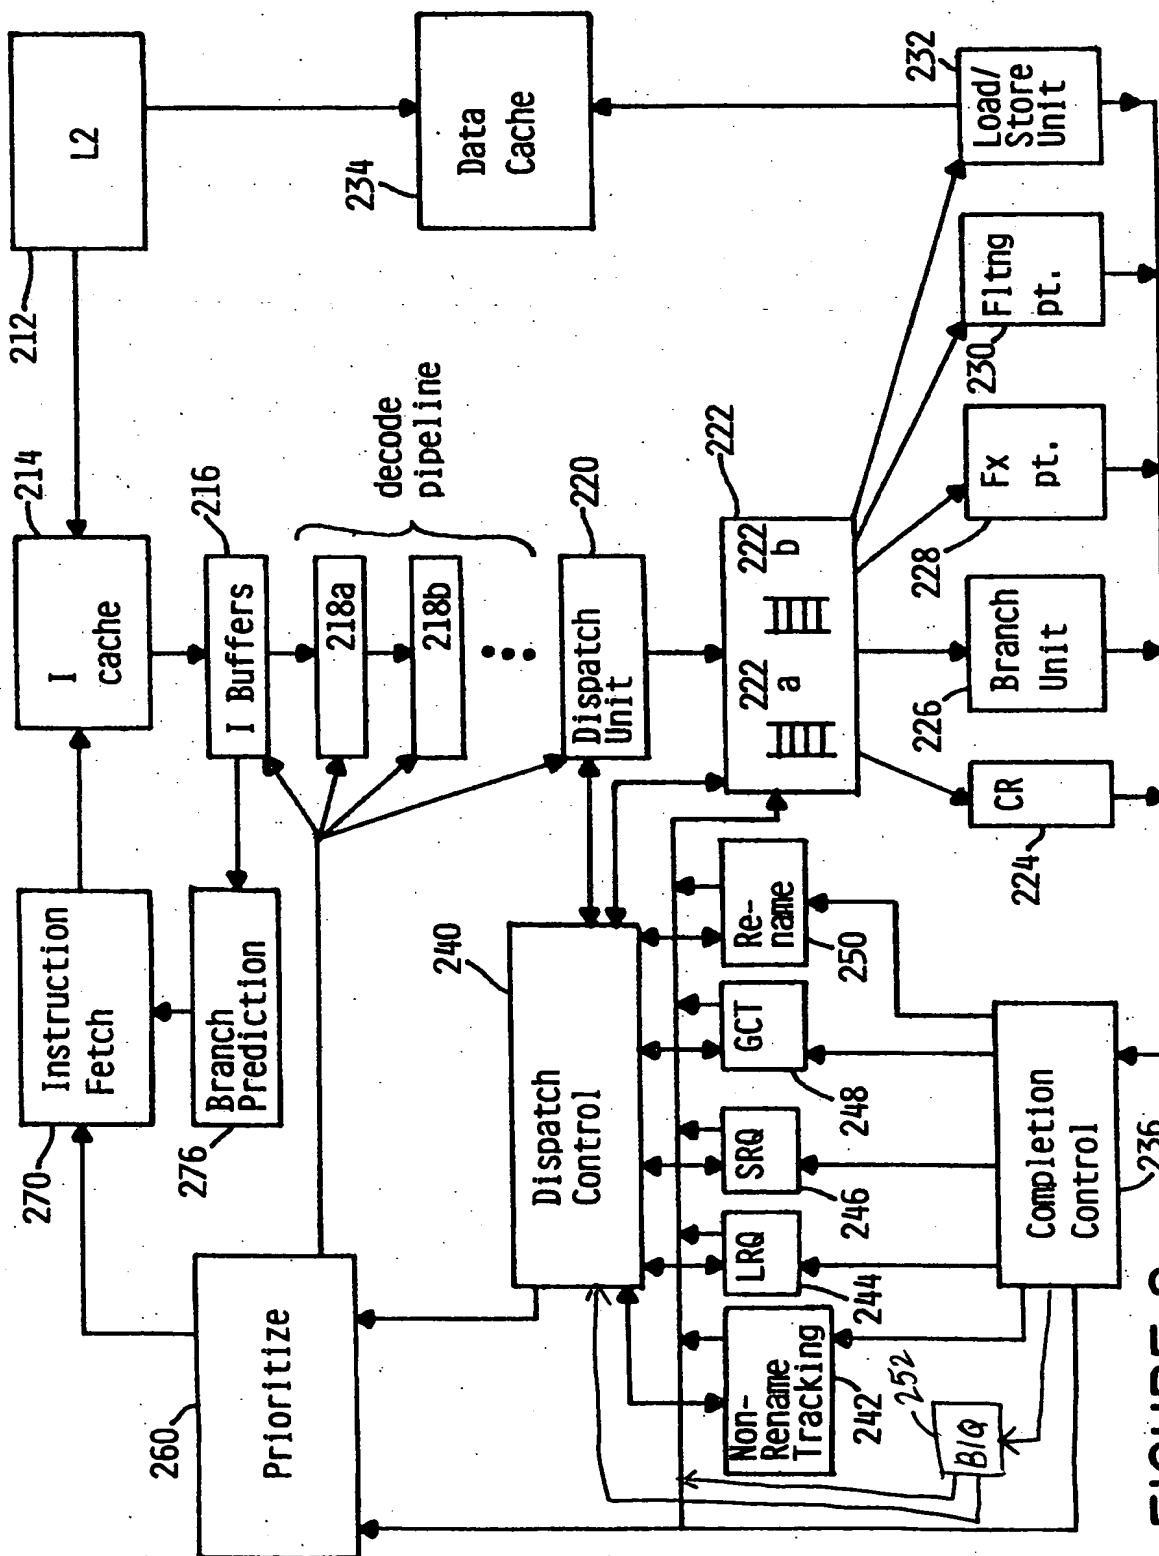 L2
212
Data
Cache
234
232
Load/
Store
Unit
I
cache
214
I Buffers
216
218a
218b
decode
pipeline
Dispatch
Unit
220
222
222
a
222
b
Fltng
pt.
230
Fx
pt.
228
Branch
Unit
226
CR
224
Instruction
Fetch
270
Branch
Prediction
276
Prioritize
260
Dispatch
Control
240
Re-
name
250
GCT
248
SRQ
246
LRQ
244
Non-
Rename
Tracking
242
BIQ
252
Completion
Control
236